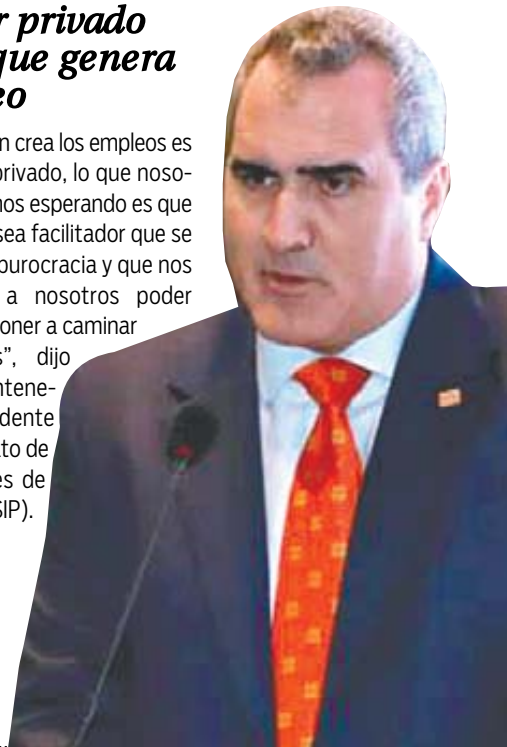 r privado
que genera
eo
n crea los empleos es
privado, lo que noso-
nos esperando es que
sea facilitador que se
burocracia y que nos
a nosotros poder
oner a caminar
s”, dijo
ntene-
dente
to de
es de
SIP).